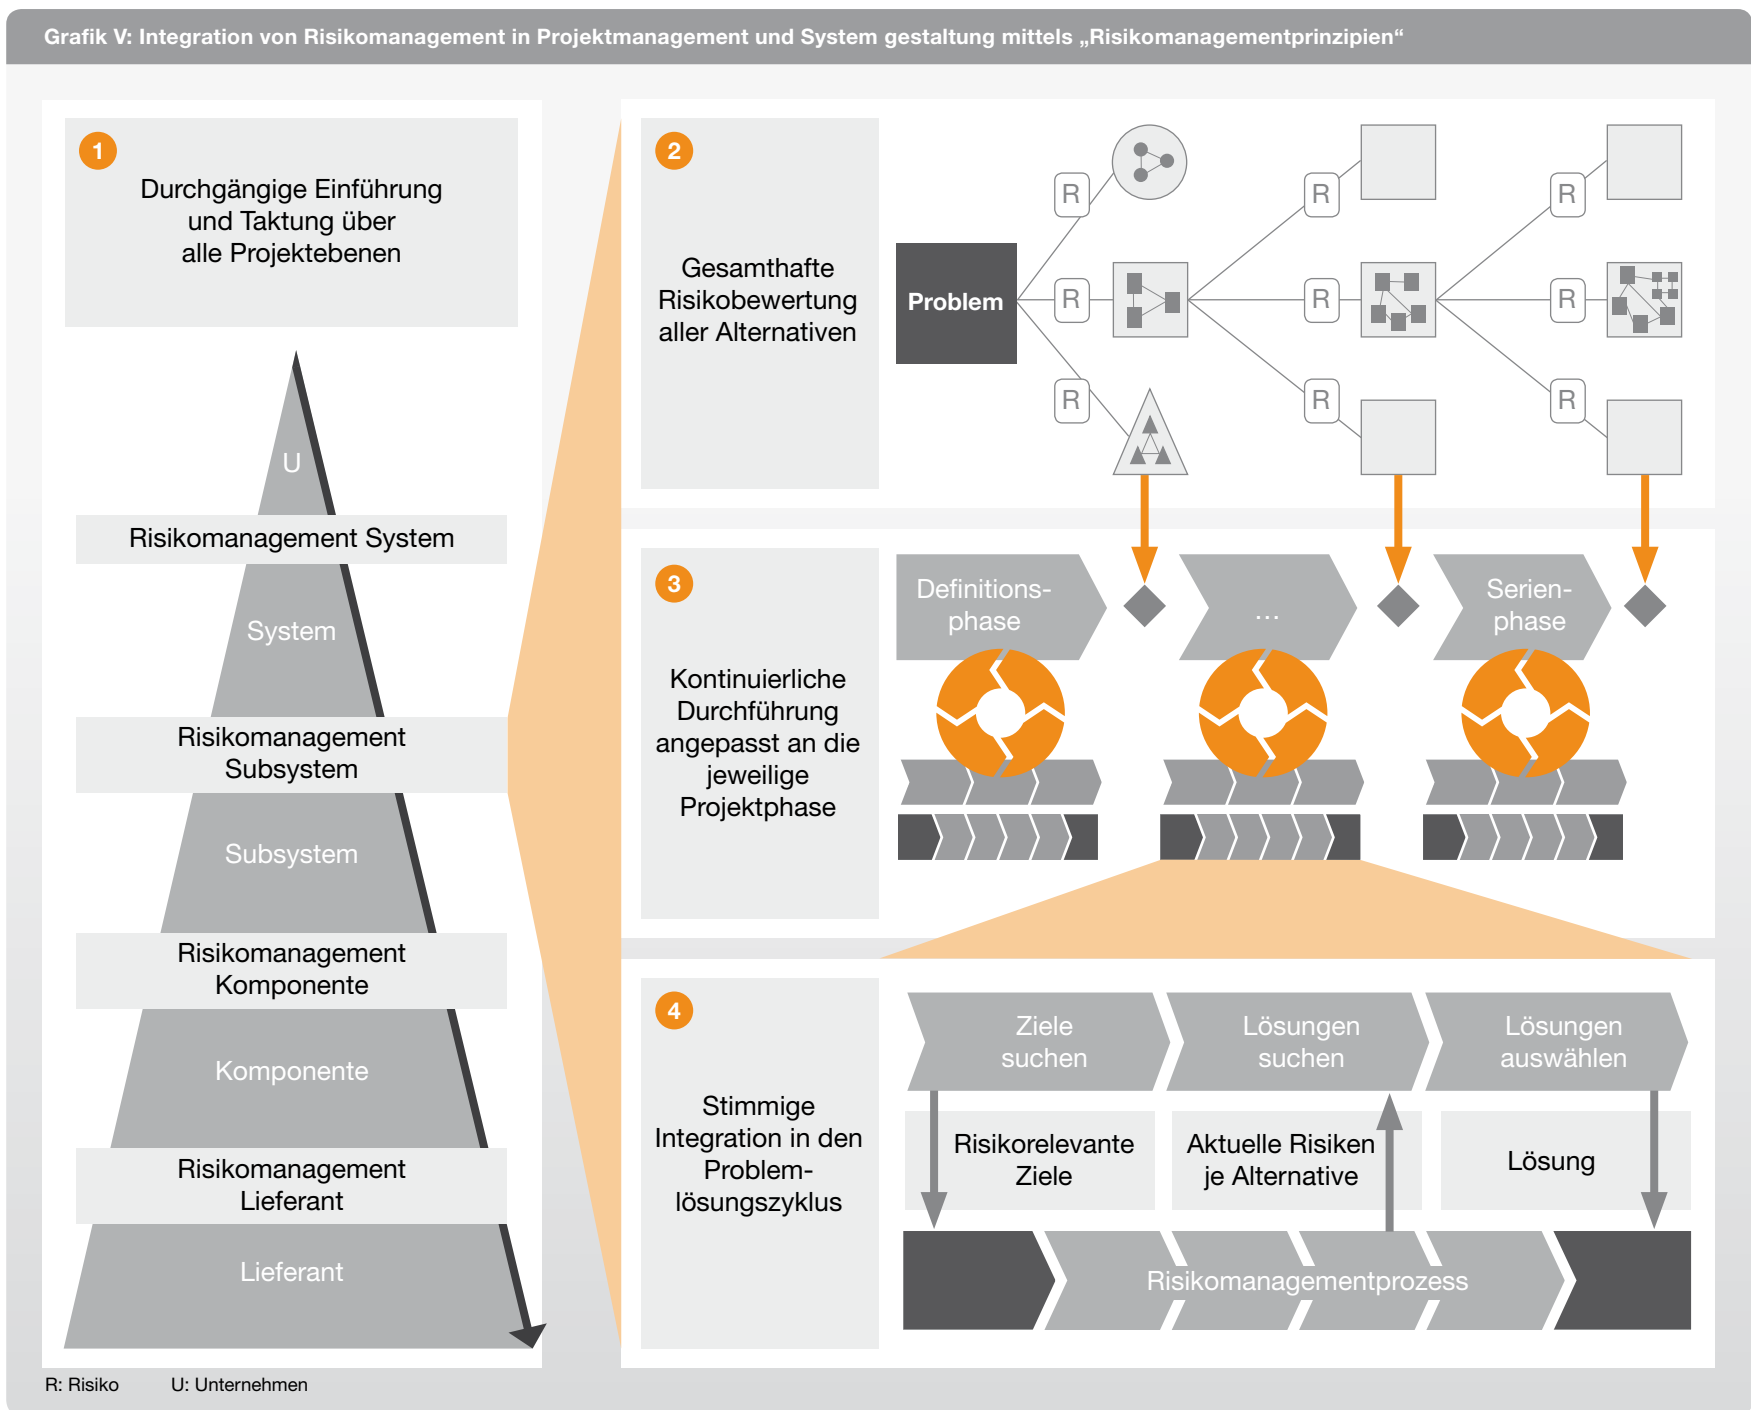 Grafik V: Integration von Risikomanagement in Projektmanagement und System gestaltung mittels „Risikomanagementprinzipien“
1
Durchgängige Einführung
und Taktung über
alle Projektebenen
U
Risikomanagement System
System
Risikomanagement
Subsystem
Subsystem
Risikomanagement
Komponente
Komponente
Risikomanagement
Lieferant
Lieferant
2
Gesamthafte
Risikobewertung
aller Alternativen
Problem
R
R
R
R
R
R
R
R
R
3
Kontinuierliche
Durchführung
angepasst an die
jeweilige
Projektphase
Definitions-
phase
...
Serien-
phase
4
Stimmige
Integration in den
Problem-
lösungszyklus
Ziele
suchen
Lösungen
suchen
Lösungen
auswählen
Risikorelevante
Ziele
Aktuelle Risiken
je Alternative
Lösung
Risikomanagementprozess
R: Risiko
U: Unternehmen